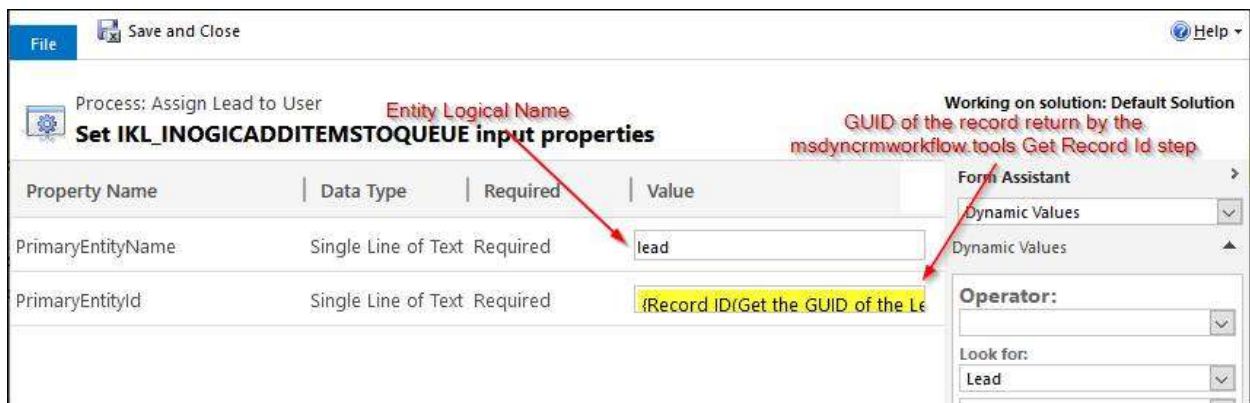 File
Save and Close
Help
Process: Assign Lead to User
Set IKL_INOGICADDITEMSTOQUEUE input properties
Entity Logical Name
Working on solution: Default Solution
GUID of the record return by the
msdyncrmworkflow.tools Get Record Id step
Property Name Data Type Required Value
PrimaryEntityName Single Line of Text Required lead
PrimaryEntityId Single Line of Text Required {Record ID(Get the GUID of the Le
Form Assistant
Dynamic Values
Dynamic Values
Operator:
Look for:
Lead